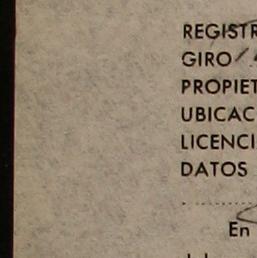 REGISTR
GIRO
PROPIET
UBICAC
LICENCI
DATOS
En